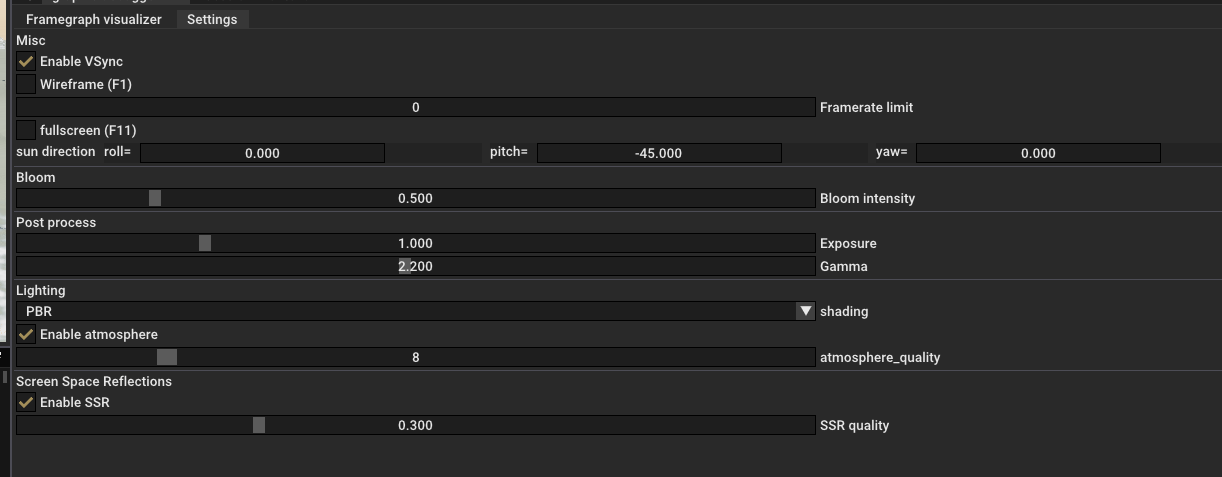 Framegraph visualizer Settings
Misc
Enable VSync
Wireframe (F1)
0 Framerate limit
fullscreen (F11)
sun direction roll= 0.000 pitch= -45.000 yaw= 0.000
Bloom
0.500 Bloom intensity
Post process
1.000 Exposure
2.200 Gamma
Lighting
PBR shading
Enable atmosphere
8 atmosphere_quality
Screen Space Reflections
Enable SSR
0.300 SSR quality